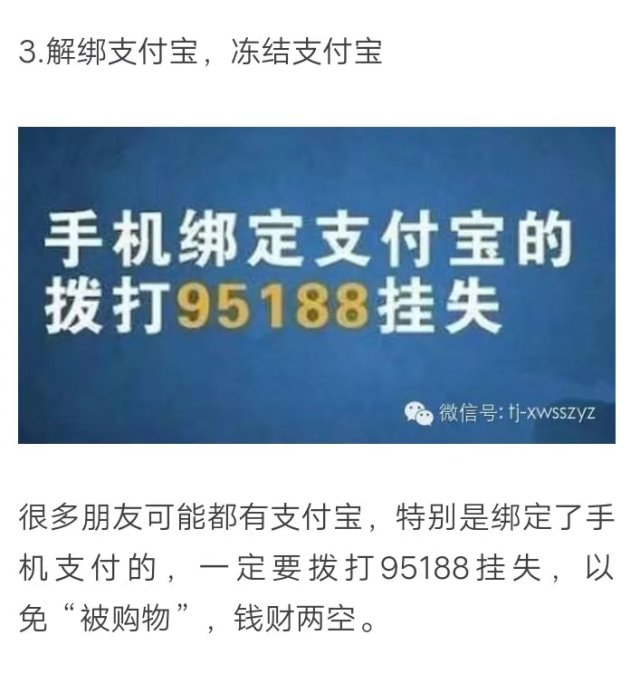 3.解绑支付宝，冻结支付宝
手机绑定支付宝的
拨打95188挂失
微信号: tj-xwsszyz
很多朋友可能都有支付宝，特别是绑定了手
机支付的，一定要拨打95188挂失，以
免“被购物”，钱财两空。